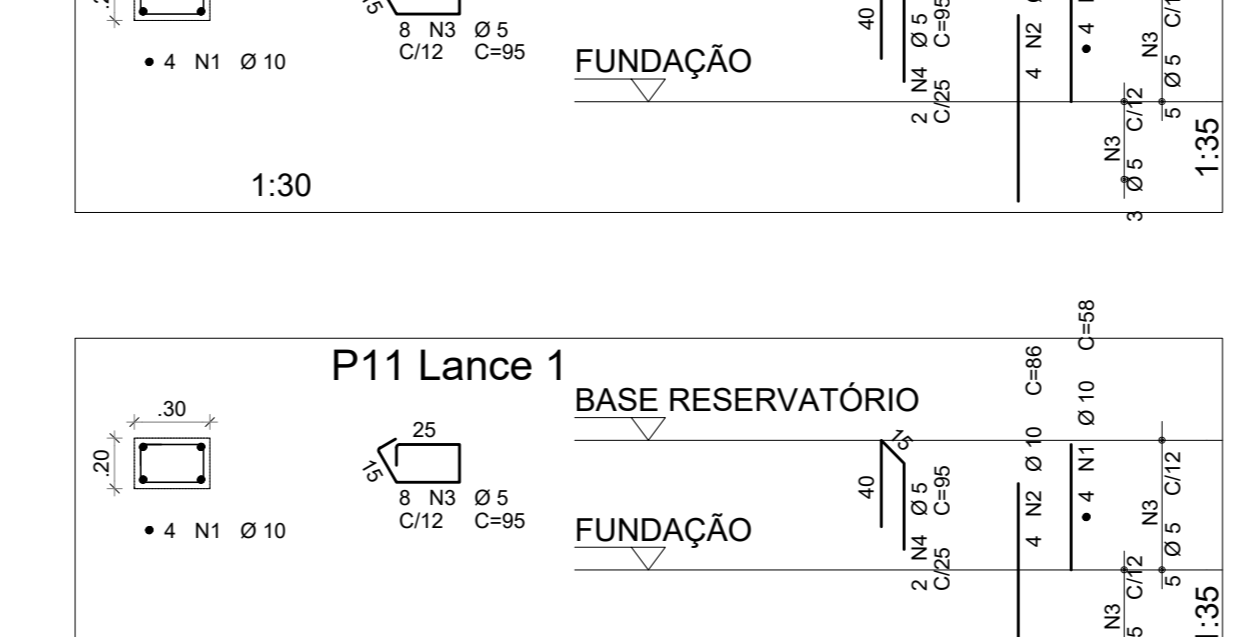 8 N3 Ø 5
C/12 C=95
• 4 N1 Ø 10
FUNDAÇÃO
1:30
40
2 N4 Ø 5
C/25 C=95
4 N2
• 4
N3
5 Ø 5
N3
3 Ø 5 C/12
1:35
P11 Lance 1
BASE RESERVATÓRIO
.30
.20
25
15
8 N3 Ø 5
C/12 C=95
• 4 N1 Ø 10
FUNDAÇÃO
15
40
2 N4 Ø 5
C/25 C=95
4 N2 Ø 10 C=86
• 4 N1 Ø 10 C=58
N3
5 Ø 5 C/12
N3
C/12